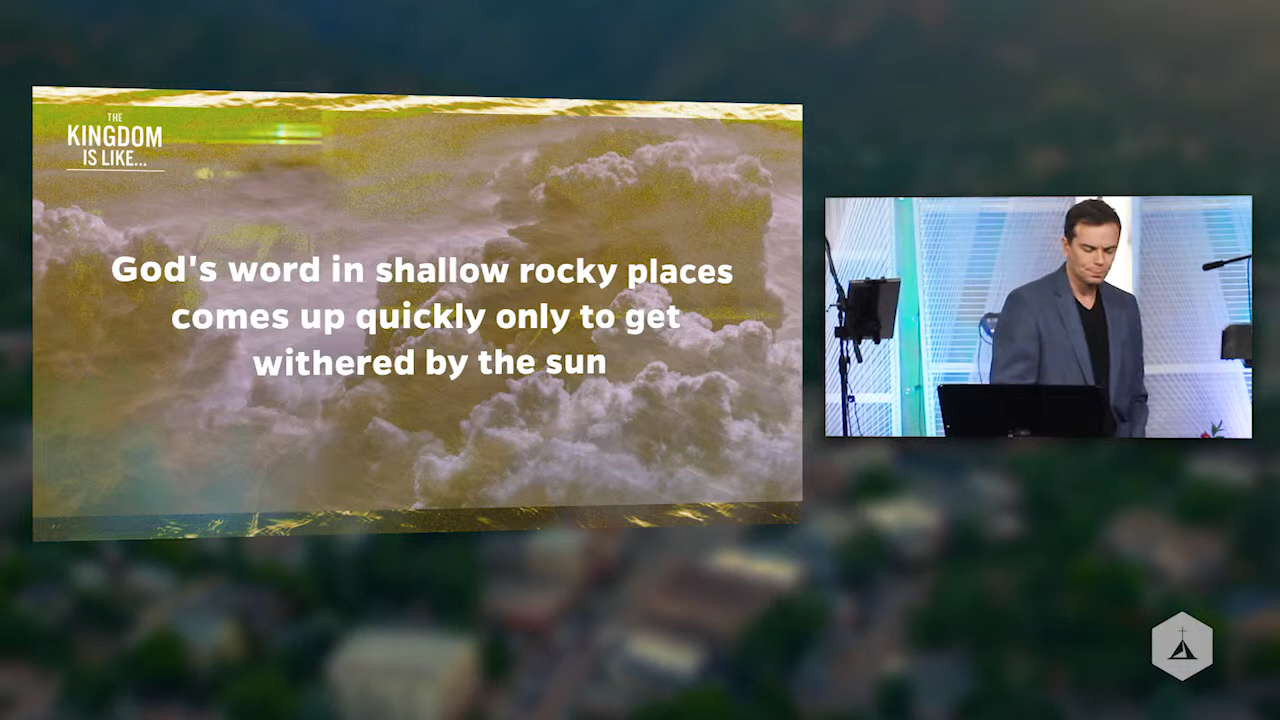 THE
KINGDOM
IS LIKE...
God's word in shallow rocky places
comes up quickly only to get
withered by the sun